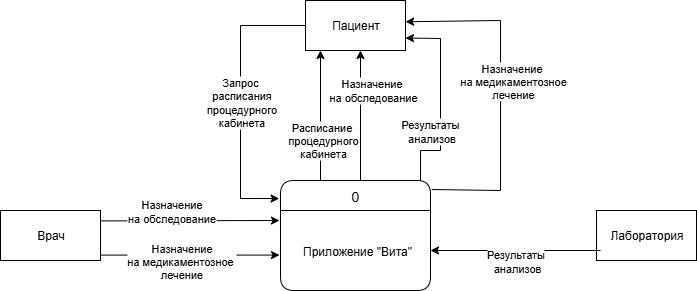 Пациент
Запрос
расписания
процедурного
кабинета
Расписание
процедурного
кабинета
Назначение
на обследование
Результаты
анализов
Назначение
на медикаментозное
лечение
0
Приложение "Вита"
Врач
Назначение
на обследование
Назначение
на медикаментозное
лечение
Результаты
анализов
Лаборатория